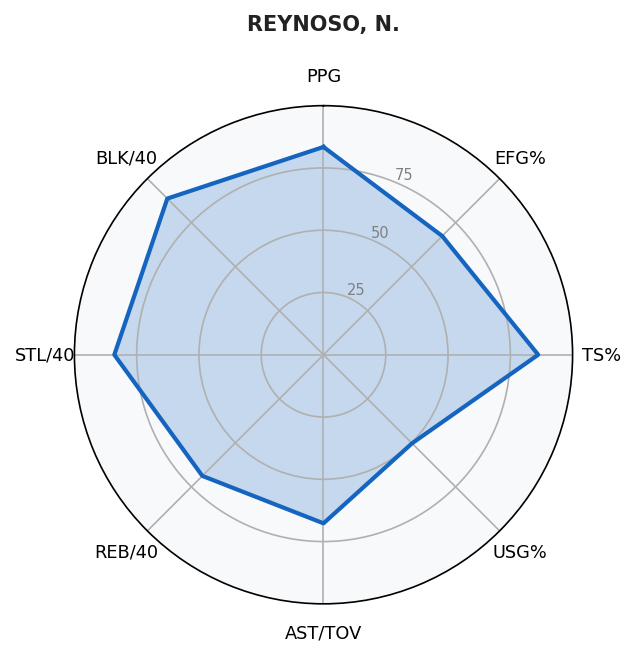 REYNOSO, N.
PPG
BLK/40
EFG%
75
50
25
STL/40
TS%
REB/40
USG%
AST/TOV